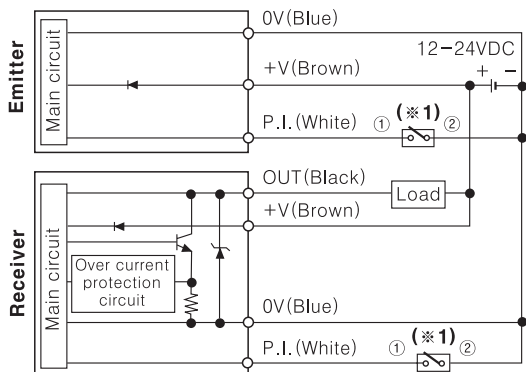 Emitter
Main circuit
0V(Blue)
12-24VDC
+ −
+V(Brown)
(※1)
P.I.(White) ① ②
Receiver
Main circuit
OUT(Black)
Load
+V(Brown)
Over current
protection
circuit
0V(Blue)
(※1)
P.I.(White) ① ②